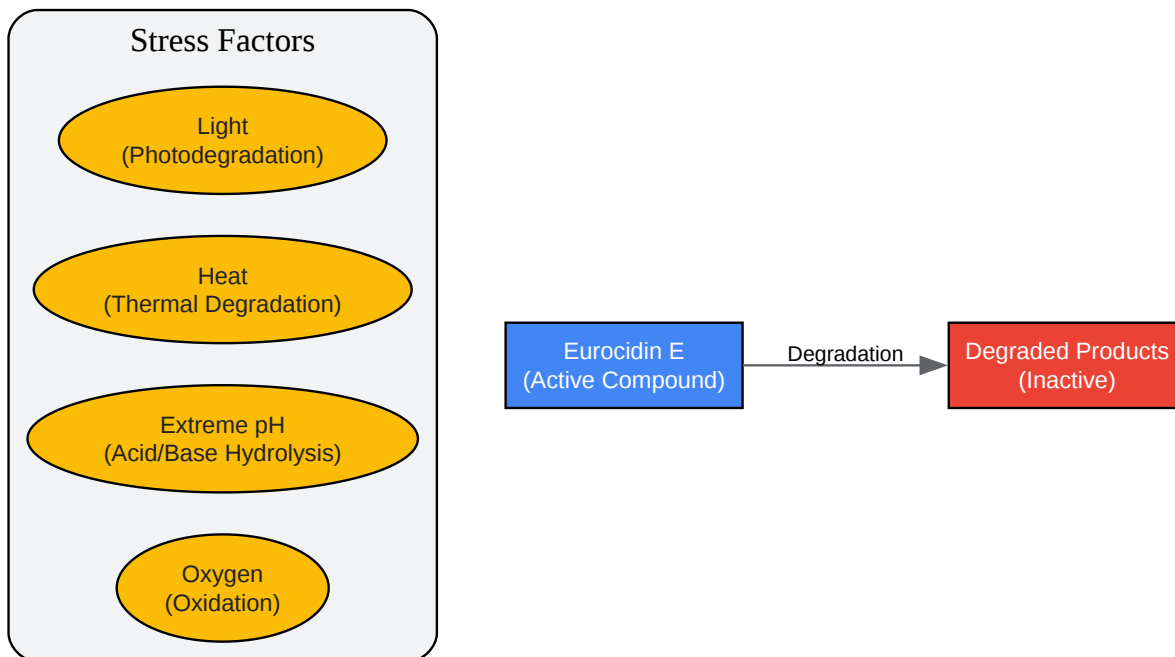 Stress Factors
Light
(Photodegradation)
Heat
(Thermal Degradation)
Extreme pH
(Acid/Base Hydrolysis)
Oxygen
(Oxidation)
Eurocidin E
(Active Compound)
Degradation
Degraded Products
(Inactive)